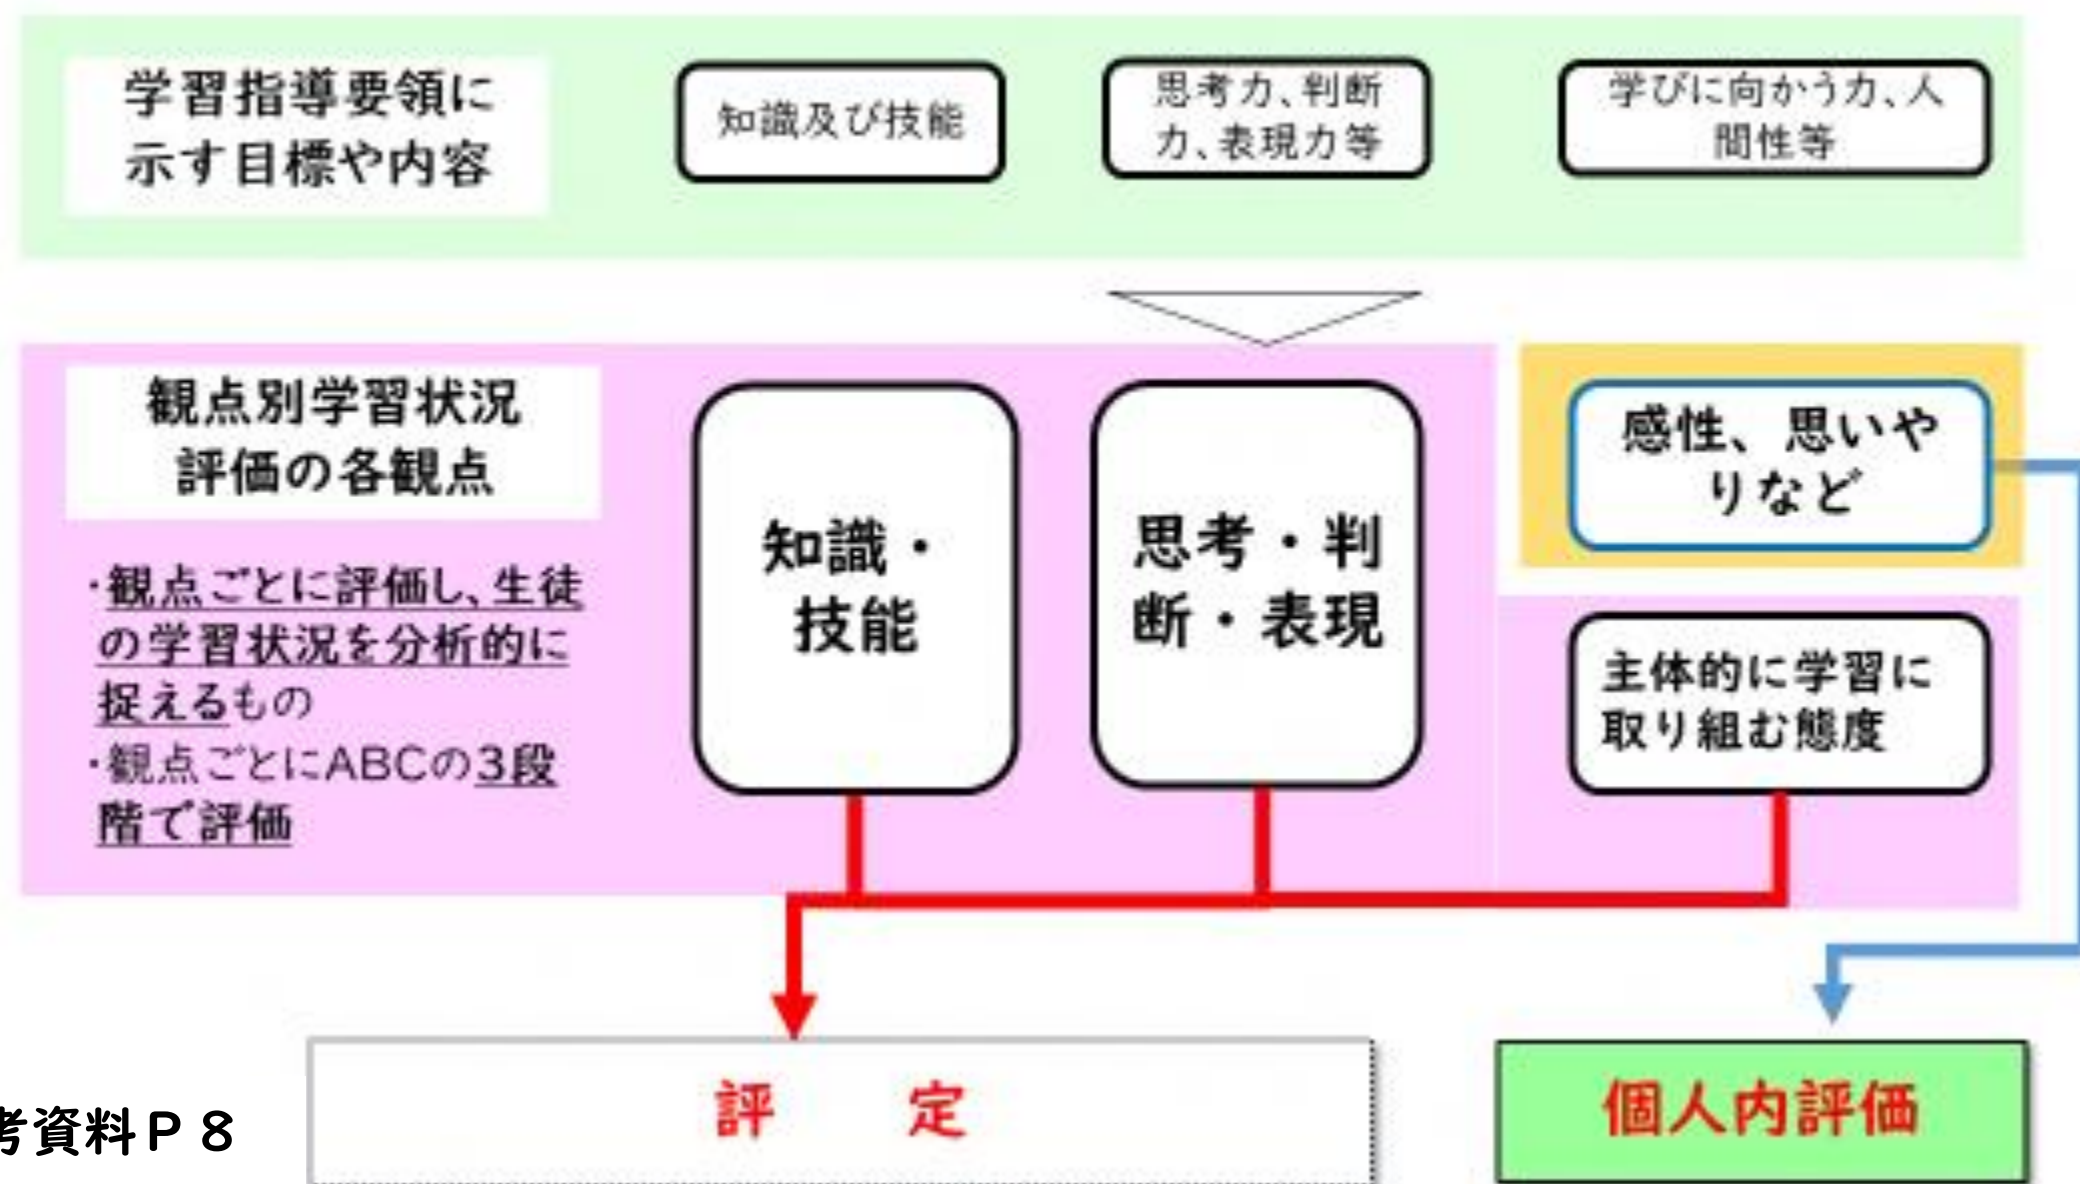 学習指導要領に
示す目標や内容
知識及び技能
思考力、判断
力、表現力等
学びに向かう力、人
間性等
観点別学習状況
評価の各観点
・観点ごとに評価し、生徒
の学習状況を分析的に
捉えるもの
・観点ごとにABCの3段
階で評価
知識・
技能
思考・判
断・表現
感性、思いや
りなど
主体的に学習に
取り組む態度
評 定
個人内評価
考資料P8